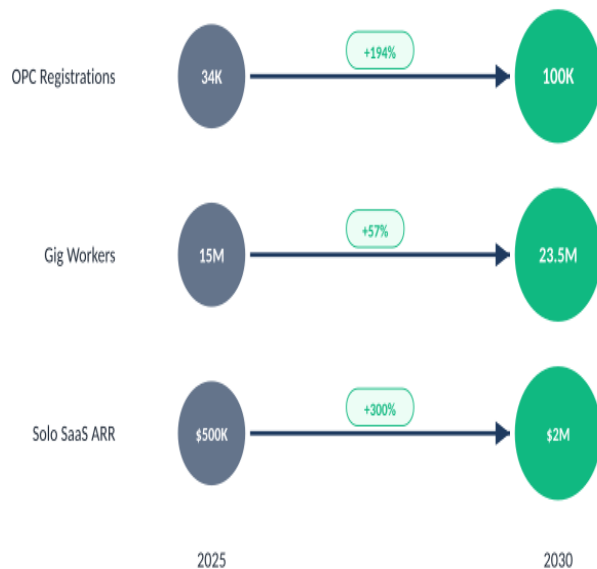 +194%
OPC Registrations 34K 100K
+57%
Gig Workers 15M 23.5M
+300%
Solo SaaS ARR $500K $2M
2025 2030